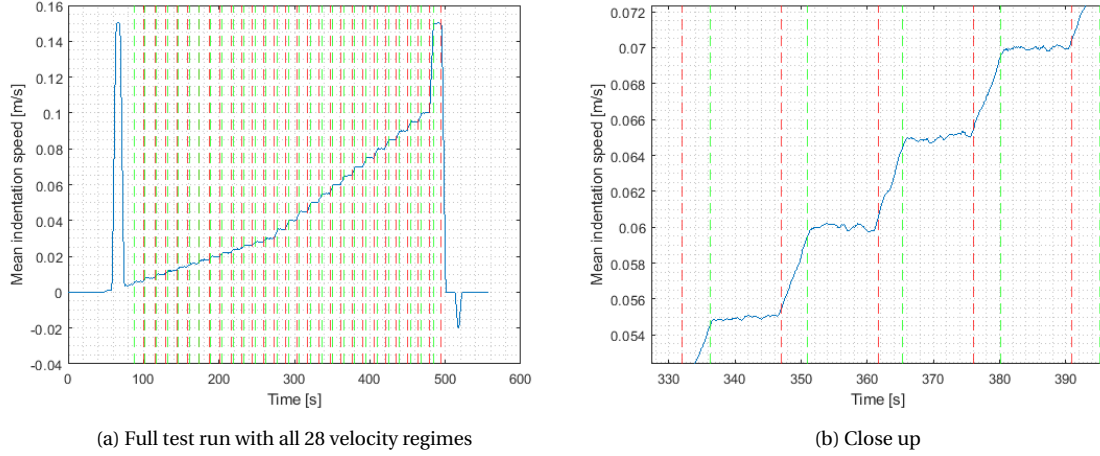 0.16
0.14
0.12
0.1
0.08
0.06
0.04
0.02
0
-0.02
-0.04
Mean indentation speed [m/s]
0 100 200 300 400 500 600
Time [s]
(a) Full test run with all 28 velocity regimes
0.072
0.07
0.068
0.066
0.064
0.062
0.06
0.058
0.056
0.054
Mean indentation speed [m/s]
330 340 350 360 370 380 390
Time [s]
(b) Close up